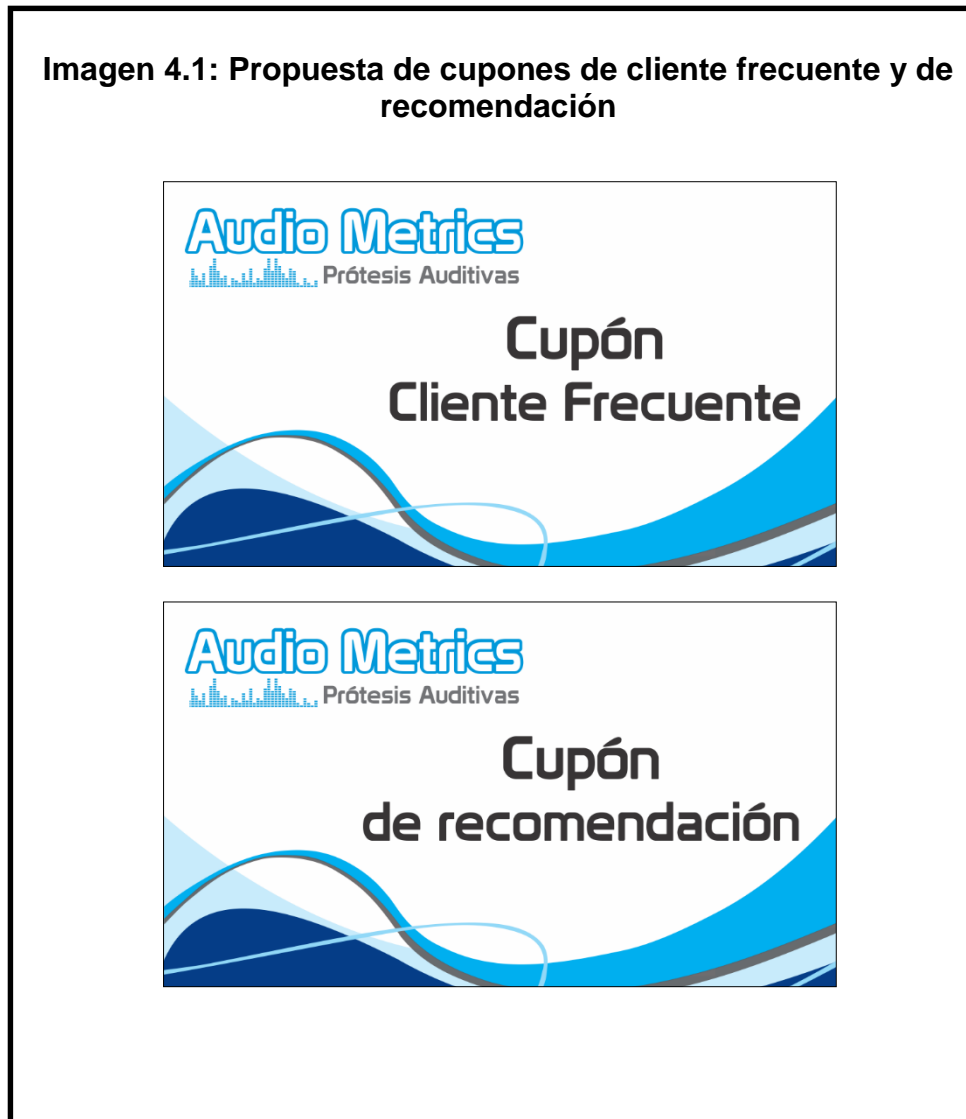 Imagen 4.1: Propuesta de cupones de cliente frecuente y de
recomendación
Audio Metrics
Prótesis Auditivas
Cupón
Cliente Frecuente
Audio Metrics
Prótesis Auditivas
Cupón
de recomendación